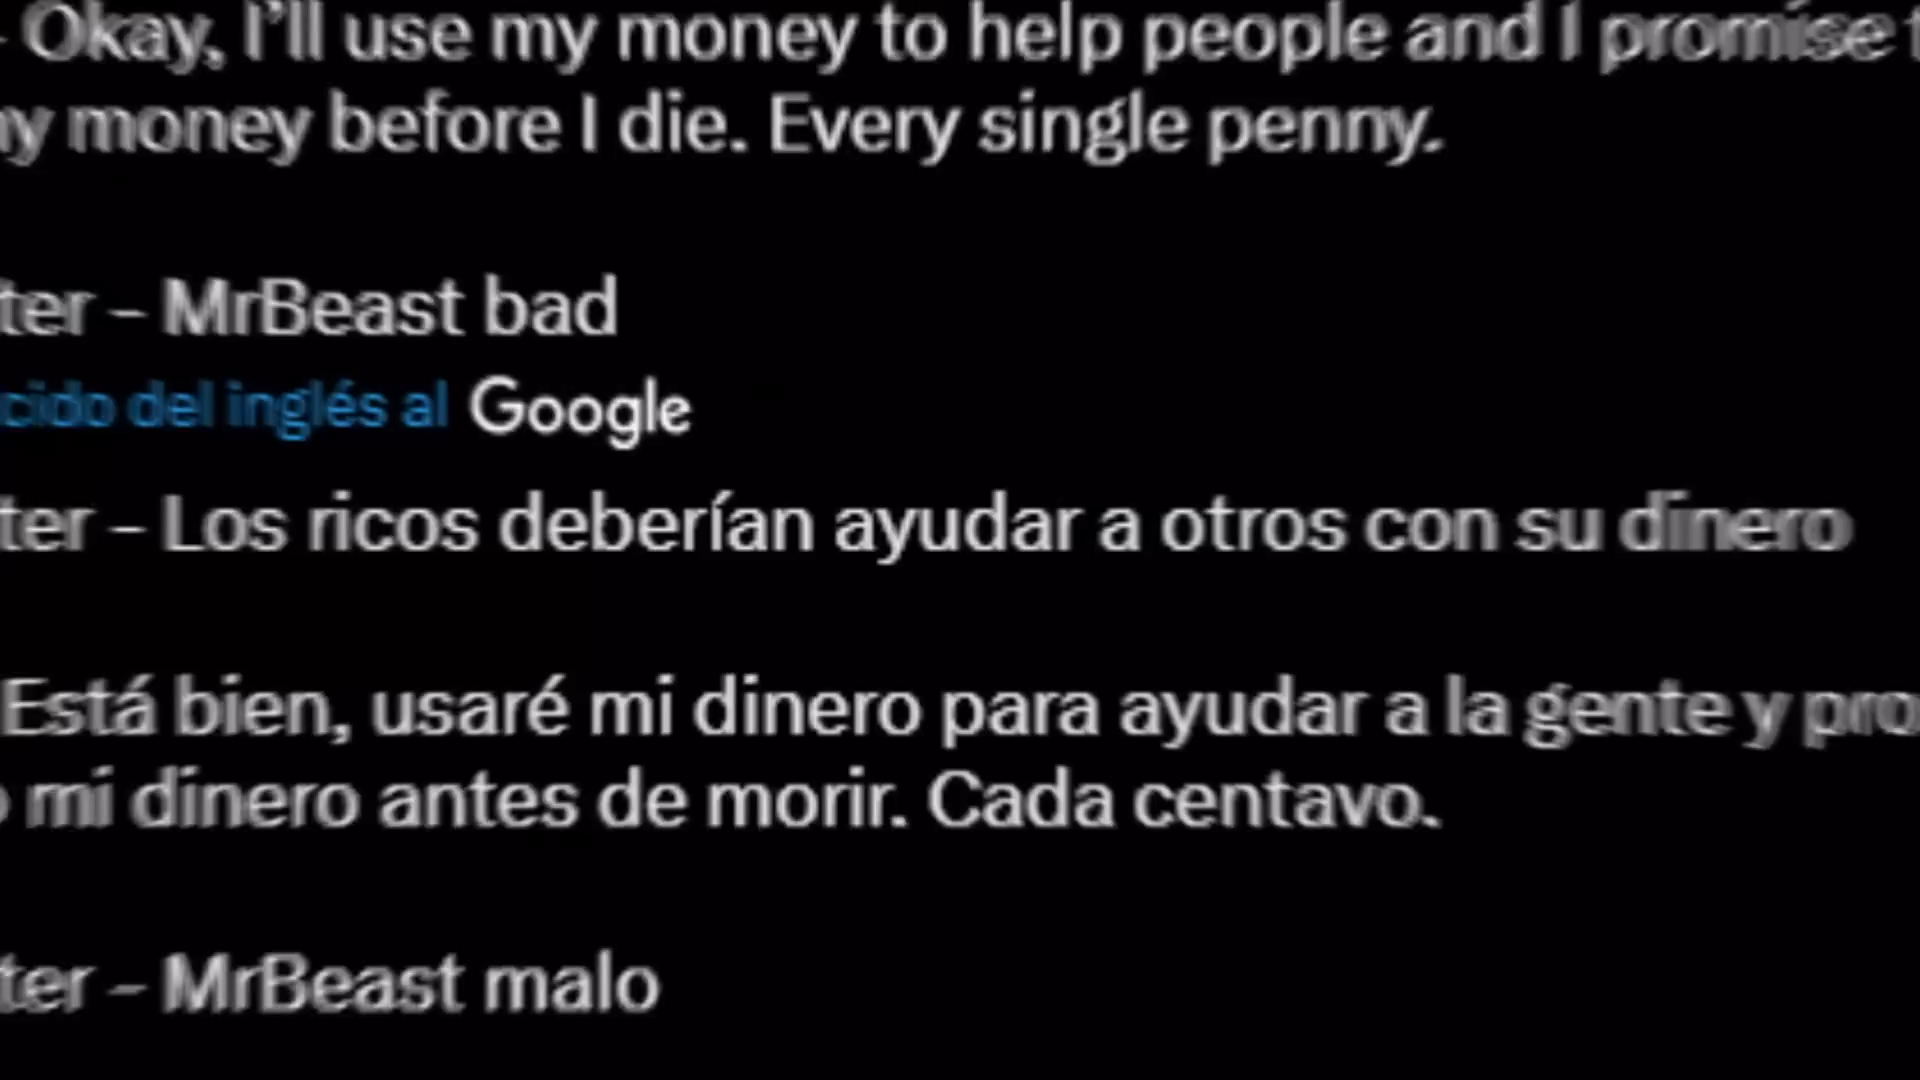 - Okay, I'll use my money to help people and I promise
my money before I die. Every single penny.
ter - MrBeast bad
cido del inglés al Google
ter - Los ricos deberían ayudar a otros con su dinero
Está bien, usaré mi dinero para ayudar a la gente y pro
mi dinero antes de morir. Cada centavo.
ter - MrBeast malo